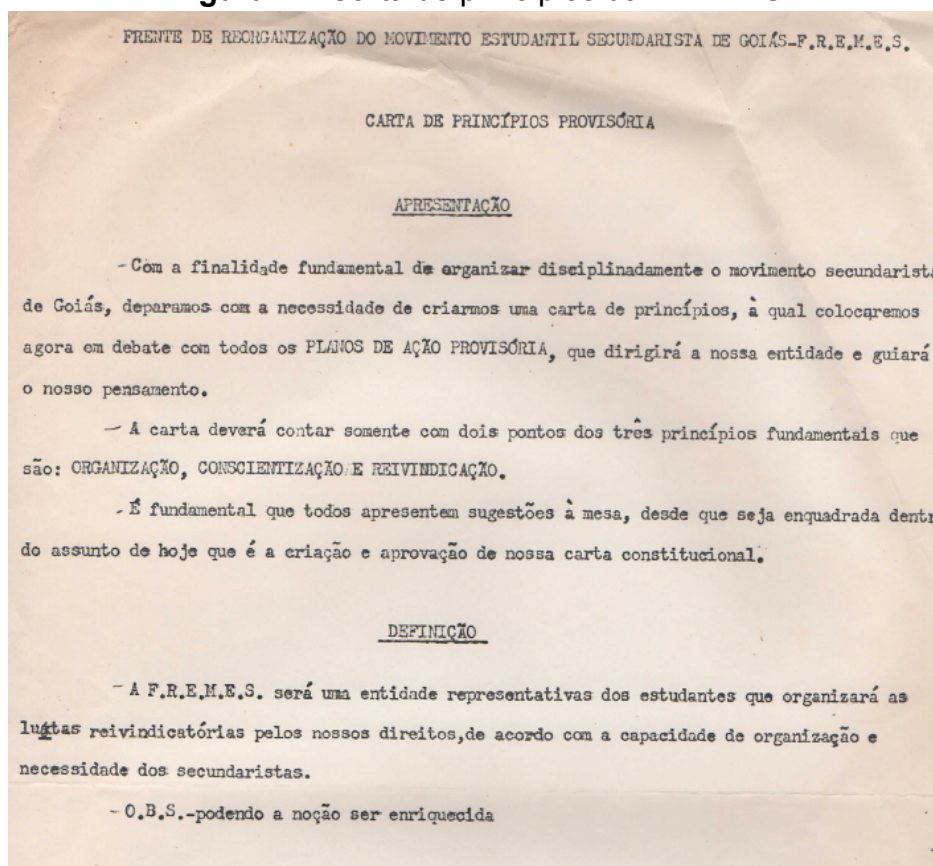 FRENTE DE REORGANIZAÇÃO DO MOVIMENTO ESTUDANTIL SECUNDARISTA DE GOIÁS-F.R.E.M.E.S.
CARTA DE PRINCÍPIOS PROVISÓRIA
APRESENTAÇÃO
- Com a finalidade fundamental de organizar disciplinadamente o movimento secundarista
de Goiás, deparamos com a necessidade de criarmos uma carta de princípios, à qual colocaremos
agora em debate com todos os PLANOS DE AÇÃO PROVISÓRIA, que dirigirá a nossa entidade e guiará
o nosso pensamento.
- A carta deverá contar somente com dois pontos dos três princípios fundamentais que
são: ORGANIZAÇÃO, CONSCIENTIZAÇÃO E REIVINDICAÇÃO.
- É fundamental que todos apresentem sugestões à mesa, desde que seja enquadrada dentr
do assunto de hoje que é a criação e aprovação de nossa carta constitucional.
DEFINIÇÃO
- A F.R.E.M.E.S. será uma entidade representativas dos estudantes que organizará as
lutas reivindicatórias pelos nossos direitos,de acordo com a capacidade de organização e
necessidade dos secundaristas.
- O.B.S.-podendo a noção ser enriquecida